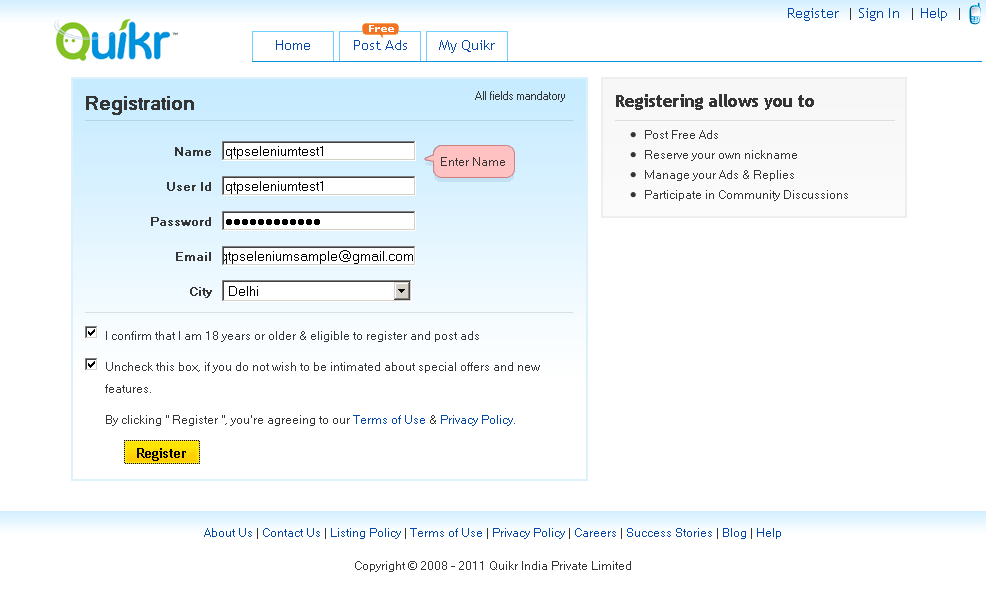 Register | Sign In | Help |
Quikr™
Free
Home
Post Ads
My Quikr
Registration
All fields mandatory
Name
qtpseleniumtest1
Enter Name
User Id
qtpseleniumtest1
Password
●●●●●●●●●●●●
Email
qtpseleniumsample@gmail.com
City
Delhi
I confirm that I am 18 years or older & eligible to register and post ads
Uncheck this box, if you do not wish to be intimated about special offers and new
features.
By clicking " Register ", you're agreeing to our Terms of Use & Privacy Policy.
Register
Registering allows you to
• Post Free Ads
• Reserve your own nickname
• Manage your Ads & Replies
• Participate in Community Discussions
About Us | Contact Us | Listing Policy | Terms of Use | Privacy Policy | Careers | Success Stories | Blog | Help
Copyright © 2008 - 2011 Quikr India Private Limited